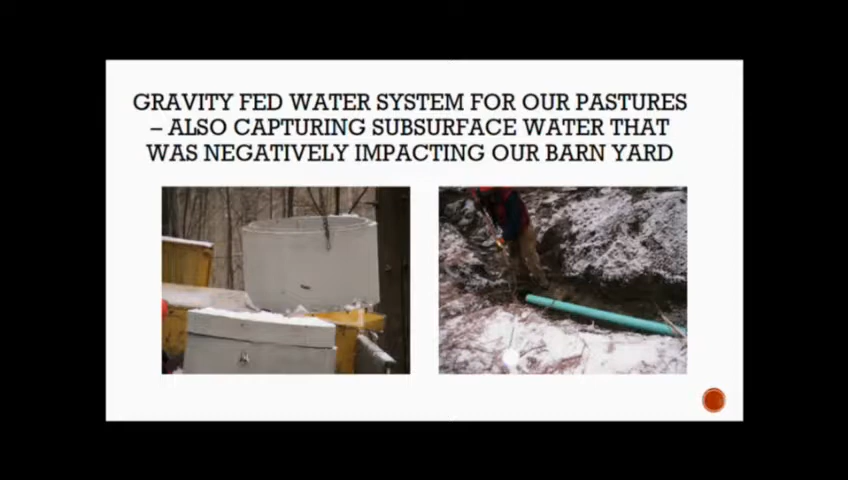 GRAVITY FED WATER SYSTEM FOR OUR PASTURES
– ALSO CAPTURING SUBSURFACE WATER THAT
WAS NEGATIVELY IMPACTING OUR BARN YARD